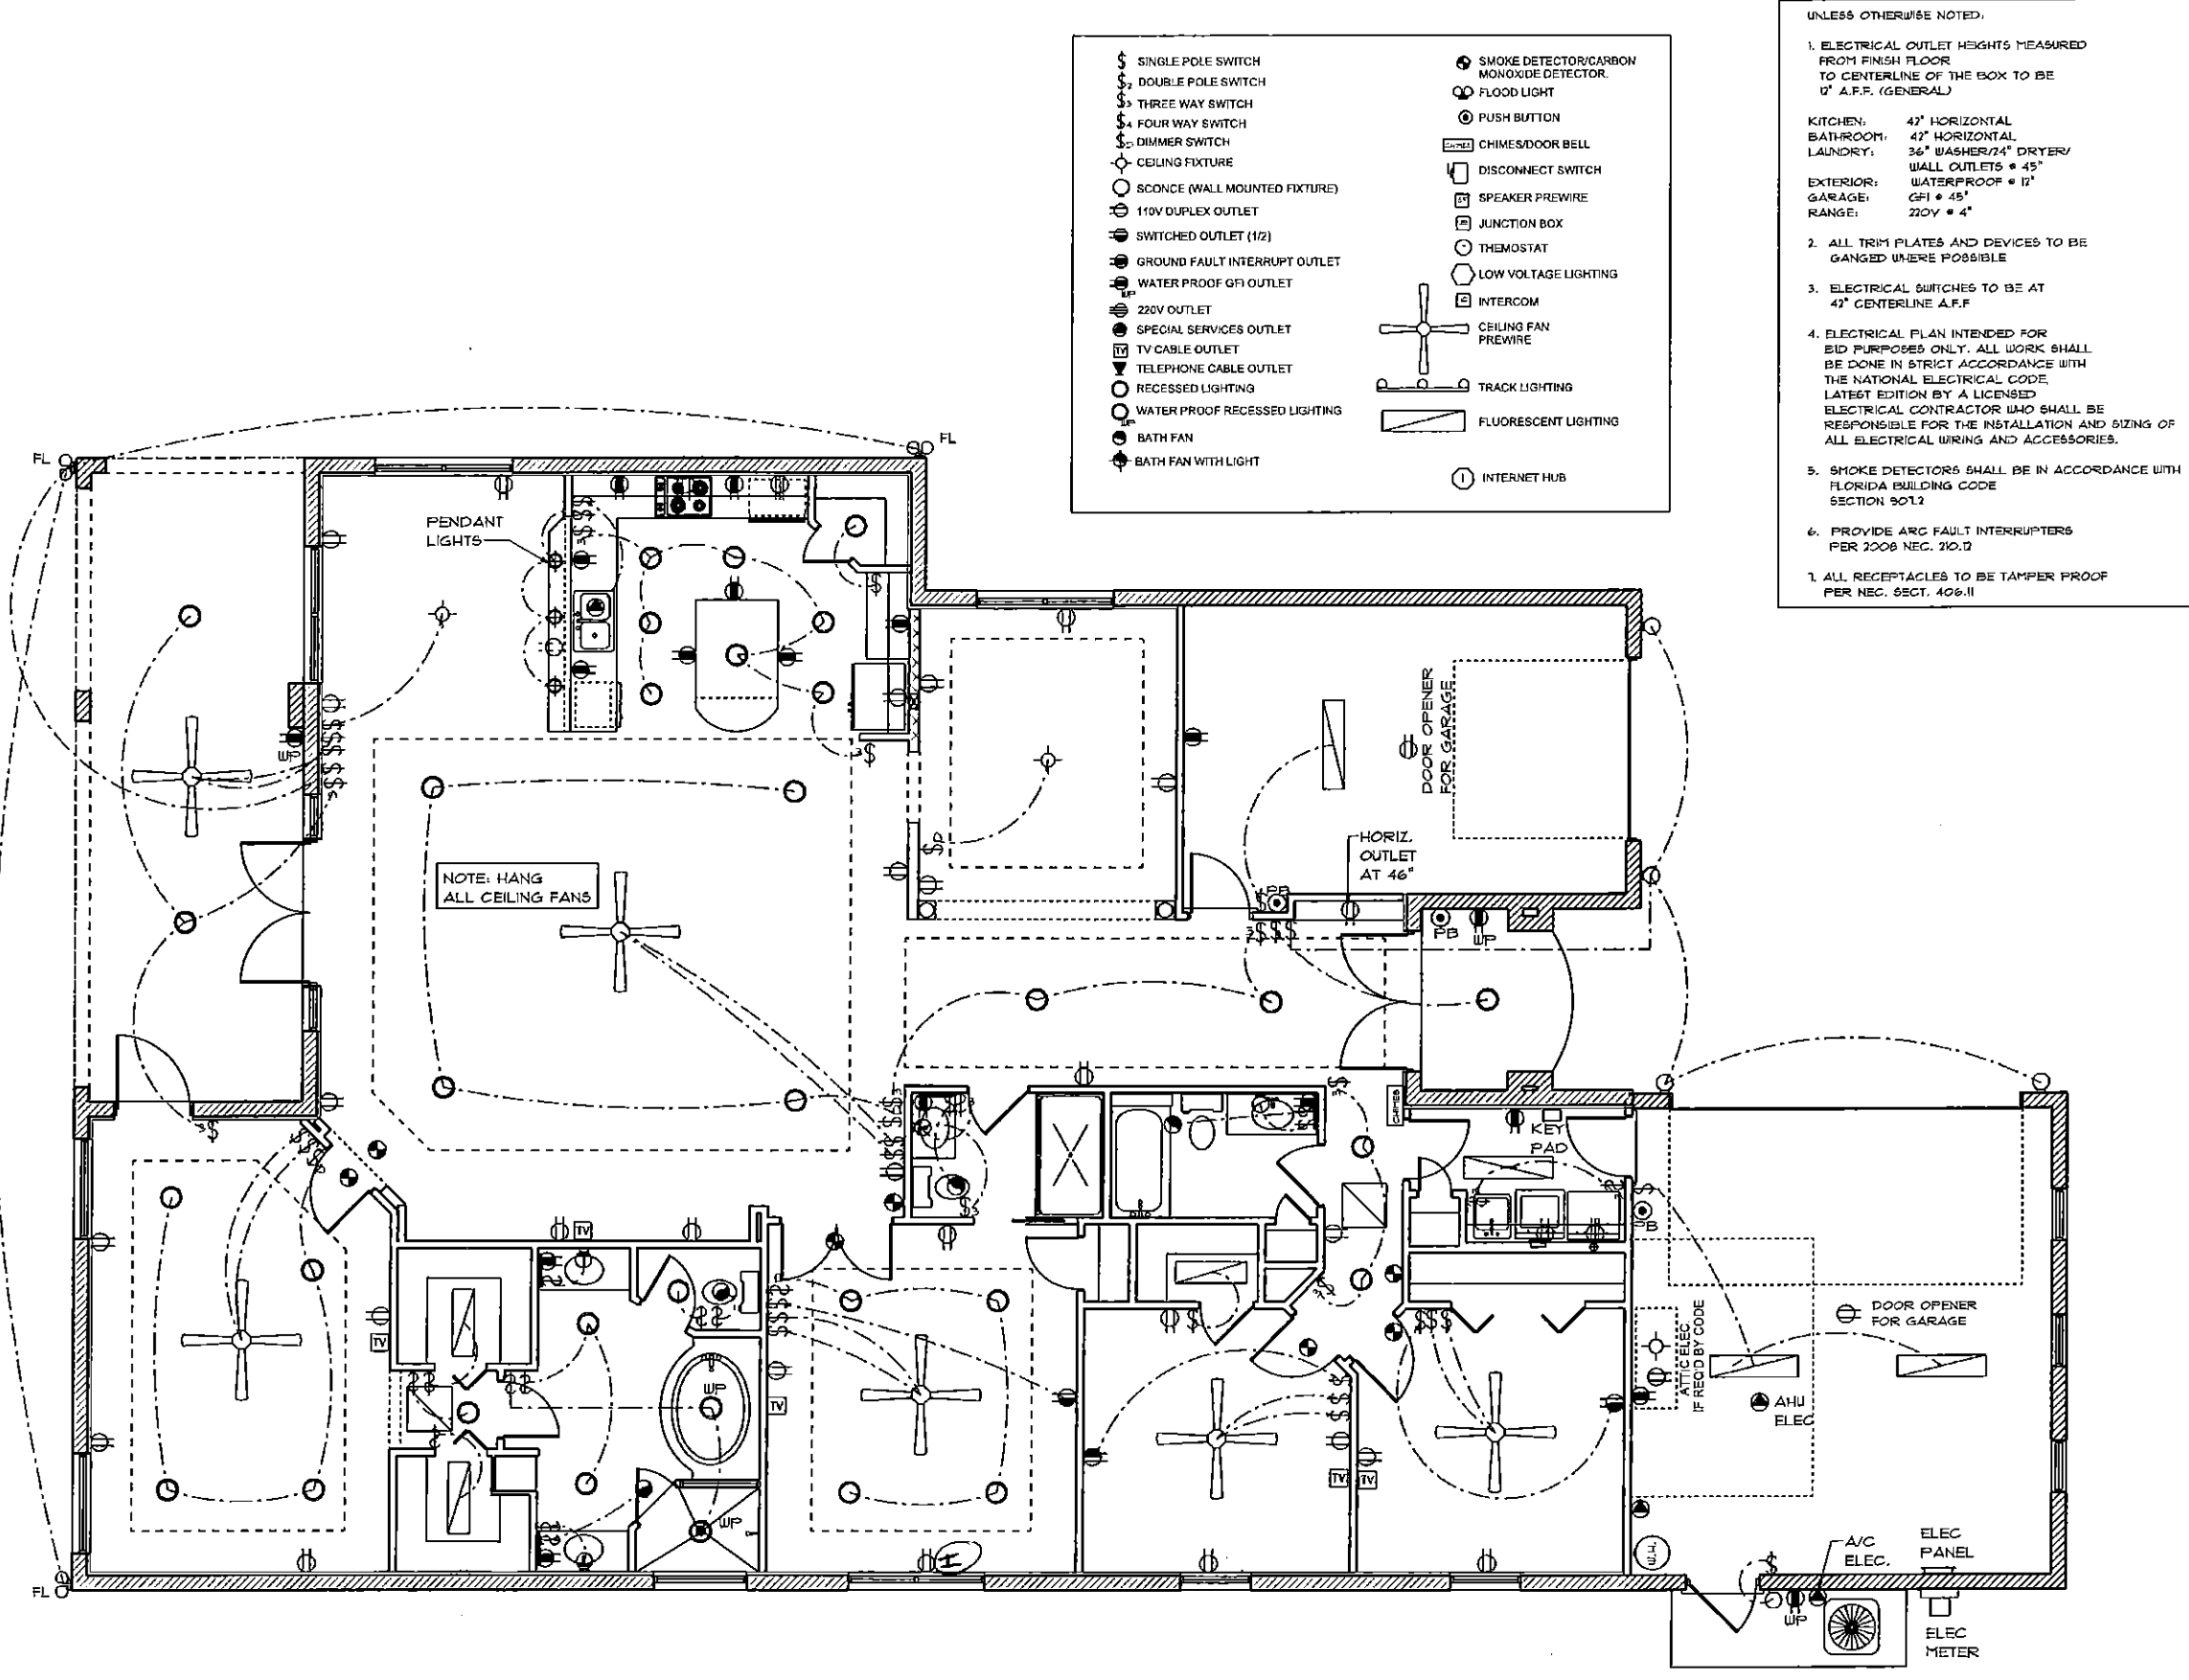 SINGLE POLE SWITCH
DOUBLE POLE SWITCH
THREE WAY SWITCH
FOUR WAY SWITCH
DIMMER SWITCH
CEILING FIXTURE
SCONCE (WALL MOUNTED FIXTURE)
110V DUPLEX OUTLET
SWITCHED OUTLET (1/2)
GROUND FAULT INTERRUPT OUTLET
WATER PROOF GFI OUTLET
WP
220V OUTLET
SPECIAL SERVICES OUTLET
TV TV CABLE OUTLET
TELEPHONE CABLE OUTLET
RECESSED LIGHTING
WATER PROOF RECESSED LIGHTING
WP
BATH FAN
BATH FAN WITH LIGHT
SMOKE DETECTOR/CARBON
MONOXIDE DETECTOR.
FLOOD LIGHT
PUSH BUTTON
CHIMES/DOOR BELL
DISCONNECT SWITCH
SPEAKER PREWIRE
JUNCTION BOX
THEMOSTAT
LOW VOLTAGE LIGHTING
INTERCOM
CEILING FAN
PREWIRE
TRACK LIGHTING
FLUORESCENT LIGHTING
I INTERNET HUB
UNLESS OTHERWISE NOTED:
1. ELECTRICAL OUTLET HEIGHTS MEASURED
FROM FINISH FLOOR
TO CENTERLINE OF THE BOX TO BE
12" A.F.F. (GENERAL)
KITCHEN: 42" HORIZONTAL
BATHROOM: 42" HORIZONTAL
LAUNDRY: 36" WASHER/24" DRYER/
WALL OUTLETS @ 45"
EXTERIOR: WATERPROOF @ 12"
GARAGE: GFI @ 45"
RANGE: 220V @ 4"
2. ALL TRIM PLATES AND DEVICES TO BE
GANGED WHERE POSSIBLE
3. ELECTRICAL SWITCHES TO BE AT
42" CENTERLINE A.F.F
4. ELECTRICAL PLAN INTENDED FOR
BID PURPOSES ONLY. ALL WORK SHALL
BE DONE IN STRICT ACCORDANCE WITH
THE NATIONAL ELECTRICAL CODE,
LATEST EDITION BY A LICENSED
ELECTRICAL CONTRACTOR WHO SHALL BE
RESPONSIBLE FOR THE INSTALLATION AND SIZING OF
ALL ELECTRICAL WIRING AND ACCESSORIES.
5. SMOKE DETECTORS SHALL BE IN ACCORDANCE WITH
FLORIDA BUILDING CODE
SECTION 907.2
6. PROVIDE ARC FAULT INTERRUPTERS
PER 2008 NEC. 210.12
7. ALL RECEPTACLES TO BE TAMPER PROOF
PER NEC. SECT. 406.11
FL
FL
PENDANT
LIGHTS
WP
NOTE: HANG
ALL CEILING FANS
DOOR OPENER
FOR GARAGE
HORIZ.
OUTLET
AT 46"
PB
PB
WP
CHIMES
KEY
PAD
PB
TV
TV
WP
TV
WP
TV
TV
DOOR OPENER
FOR GARAGE
ATTIC ELEC.
IF REQ'D BY CODE
AHU
ELEC
FL
I
A/C
ELEC.
ELEC
PANEL
WP
ELEC
METER